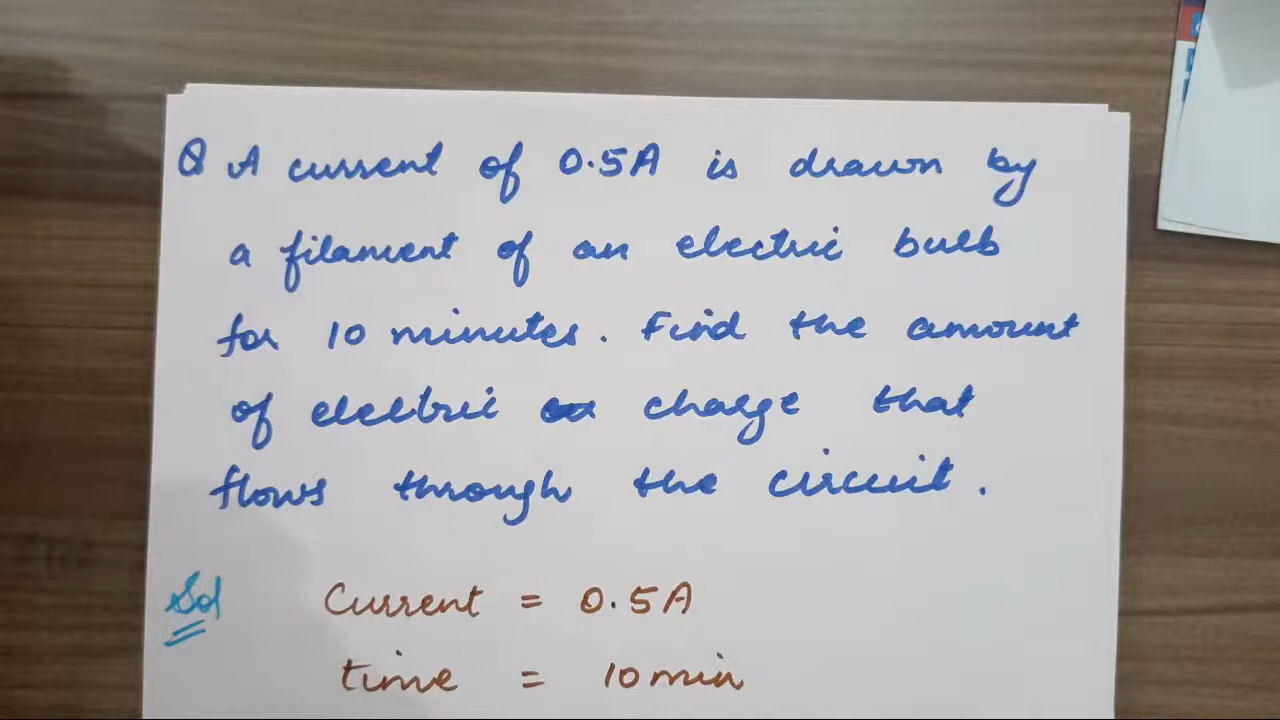 Q A current of 0.5A is drawn by
a filament of an electric bulb
for 10 minutes. Find the amount
of electric charge that
flows through the circuit.
Sol Current = 0.5A
time = 10 min